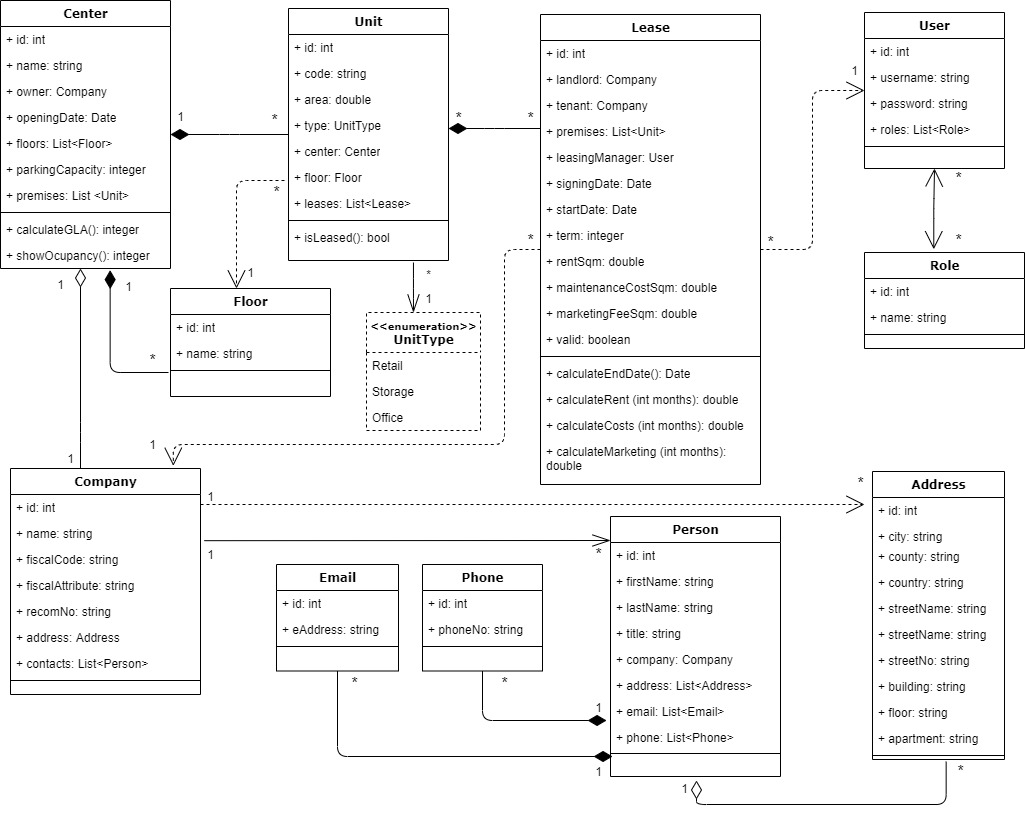 Center
+ id: int
+ name: string
+ owner: Company
+ openingDate: Date
+ floors: List<Floor>
+ parkingCapacity: integer
+ premises: List <Unit>
+ calculateGLA(): integer
+ showOcupancy(): integer
1
*
1
1
Unit
+ id: int
+ code: string
+ area: double
+ type: UnitType
+ center: Center
+ floor: Floor
+ leases: List<Lease>
+ isLeased(): bool
*
*
*
1
*
1
Lease
+ id: int
+ landlord: Company
+ tenant: Company
+ premises: List<Unit>
+ leasingManager: User
+ signingDate: Date
+ startDate: Date
+ term: integer
+ rentSqm: double
+ maintenanceCostSqm: double
+ marketingFeeSqm: double
+ valid: boolean
+ calculateEndDate(): Date
+ calculateRent (int months): double
+ calculateCosts (int months): double
+ calculateMarketing (int months):
double
*
*
1
User
+ id: int
+ username: string
+ password: string
+ roles: List<Role>
*
*
Role
+ id: int
+ name: string
Floor
+ id: int
+ name: string
*
<<enumeration>>
UnitType
Retail
Storage
Office
1
1
Company
+ id: int
+ name: string
+ fiscalCode: string
+ fiscalAttribute: string
+ recomNo: string
+ address: Address
+ contacts: List<Person>
1
*
1
*
Email
+ id: int
+ eAddress: string
*
Phone
+ id: int
+ phoneNo: string
*
Person
+ id: int
+ firstName: string
+ lastName: string
+ title: string
+ company: Company
+ address: List<Address>
+ email: List<Email>
+ phone: List<Phone>
1
1
1
Address
+ id: int
+ city: string
+ county: string
+ country: string
+ streetName: string
+ streetName: string
+ streetNo: string
+ building: string
+ floor: string
+ apartment: string
*